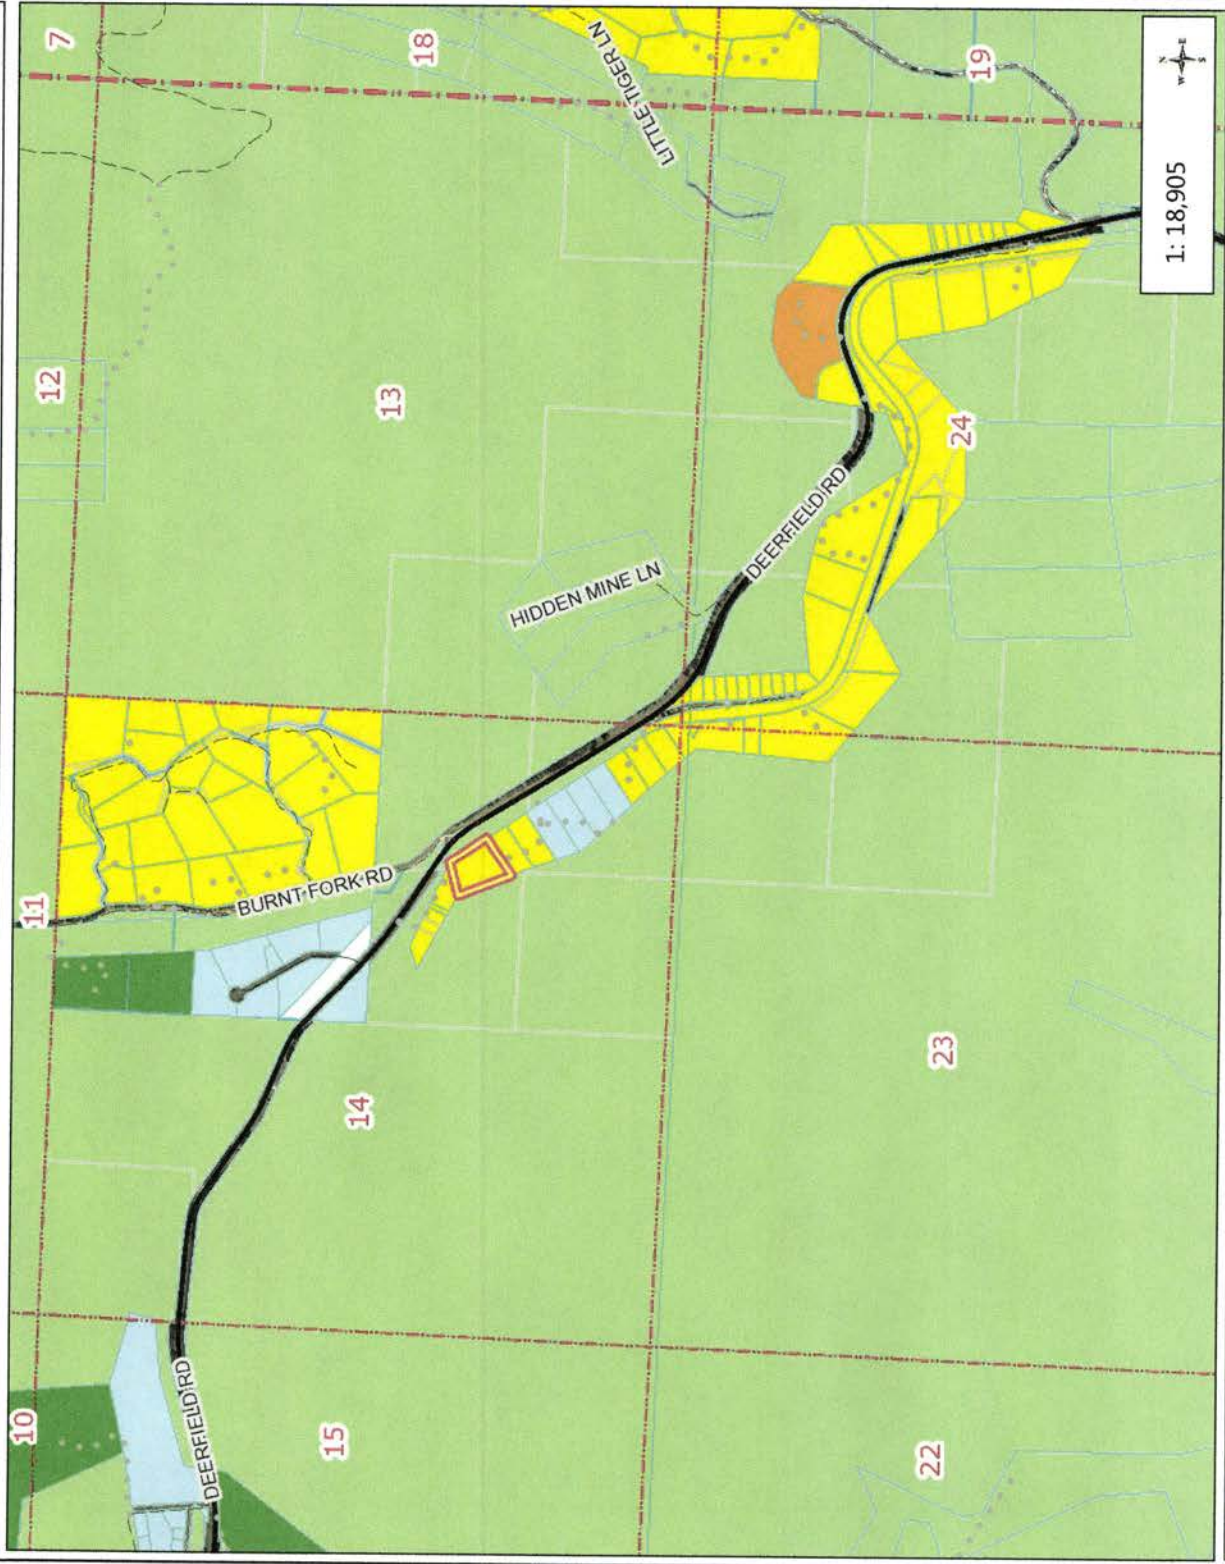 7
18
19
LITTLE TIGER LN
12
13
24
HIDDEN MINE LN
DEERFIELD RD
11
BURNT FORK RD
14
23
10
DEERFIELD RD
15
22
1: 18,905
N
W
E
S